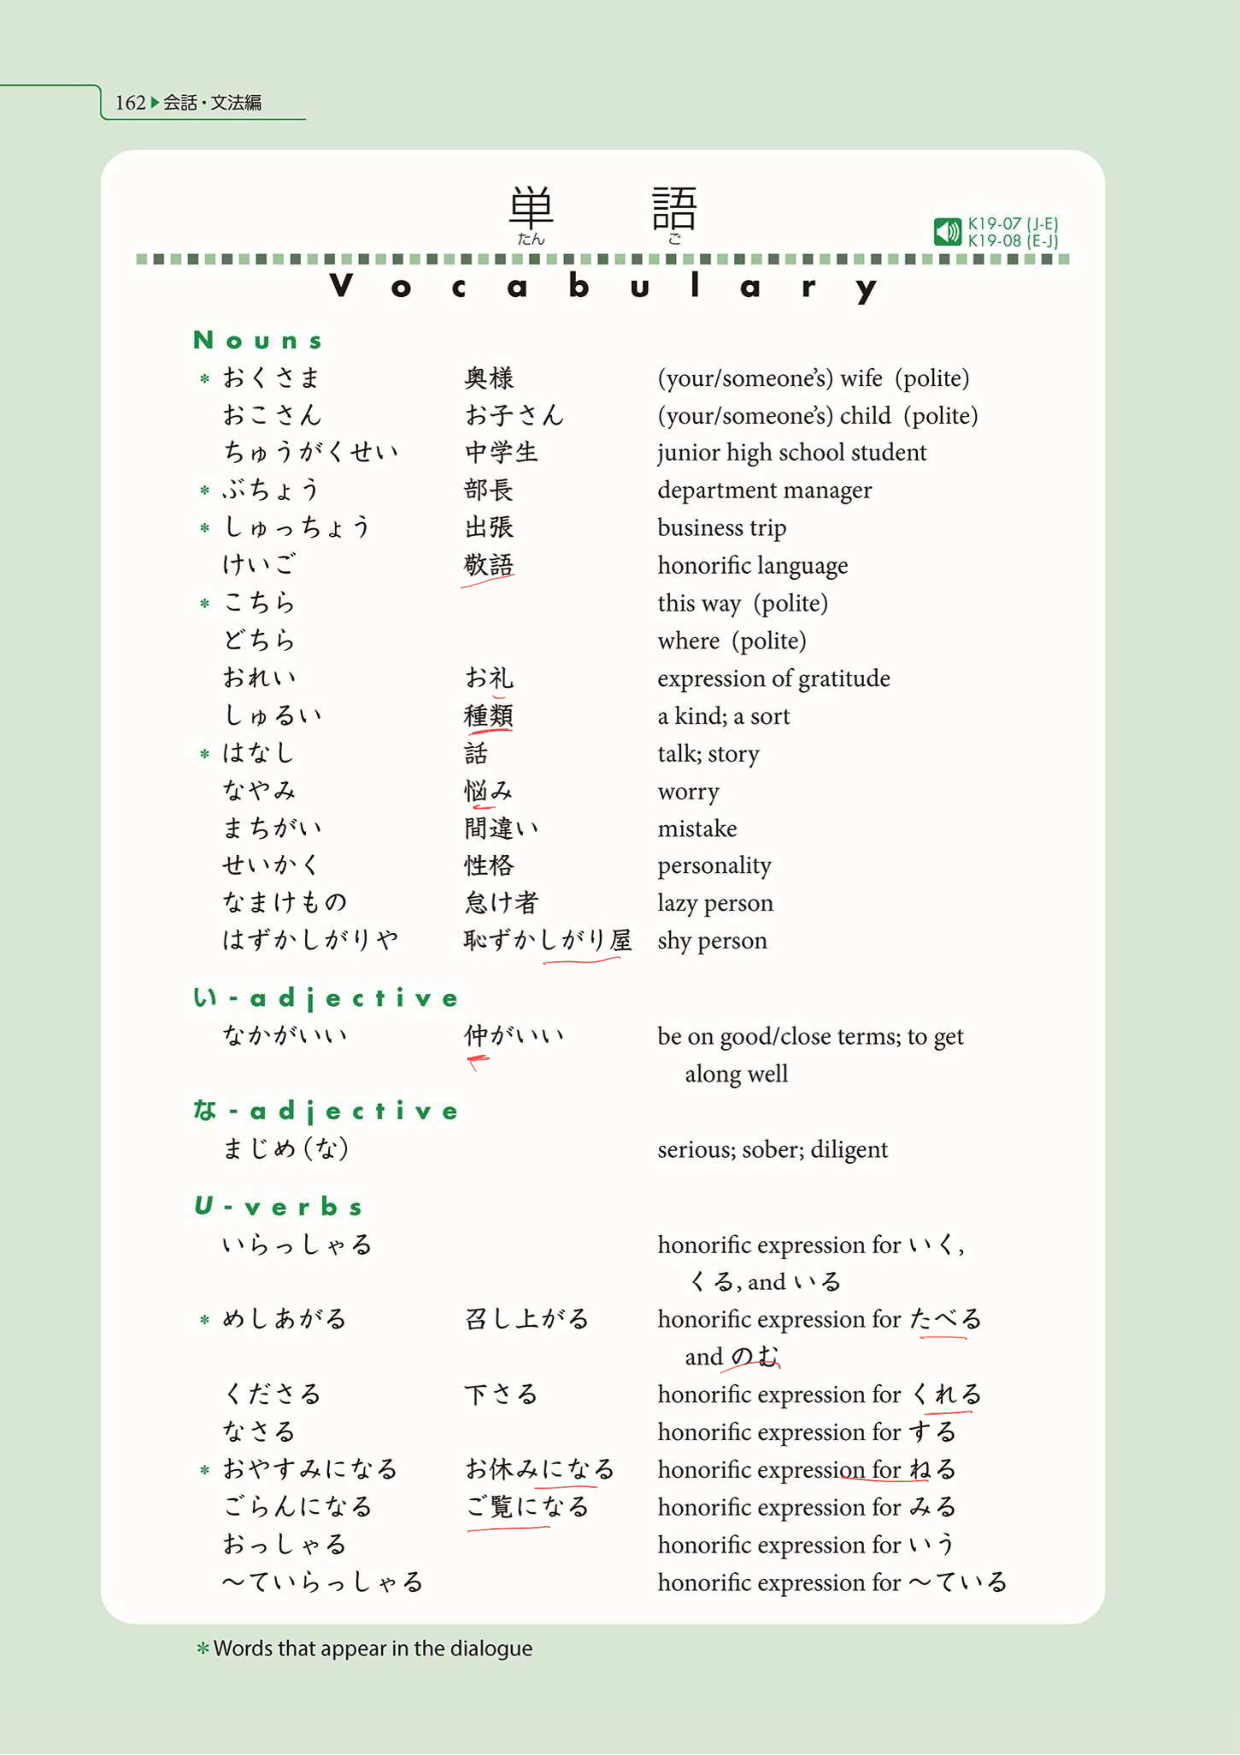 162 ▶ 会話・文法編
単 語
たん ご
K19-07 (J-E)
K19-08 (E-J)
Vocabulary
Nouns
* おくさま 奥様 (your/someone’s) wife (polite)
おこさん お子さん (your/someone’s) child (polite)
ちゅうがくせい 中学生 junior high school student
* ぶちょう 部長 department manager
* しゅっちょう 出張 business trip
けいご 敬語 honorific language
* こちら this way (polite)
どちら where (polite)
おれい お礼 expression of gratitude
しゅるい 種類 a kind; a sort
* はなし 話 talk; story
なやみ 悩み worry
まちがい 間違い mistake
せいかく 性格 personality
なまけもの 怠け者 lazy person
はずかしがりや 恥ずかしがり屋 shy person
い-adjective
なかがいい 仲がいい be on good/close terms; to get
along well
な-adjective
まじめ(な) serious; sober; diligent
U-verbs
いらっしゃる honorific expression for いく,
くる, and いる
* めしあがる 召し上がる honorific expression for たべる
and のむ
くださる 下さる honorific expression for くれる
なさる honorific expression for する
* おやすみになる お休みになる honorific expression for ねる
ごらんになる ご覧になる honorific expression for みる
おっしゃる honorific expression for いう
～ていらっしゃる honorific expression for ～ている
* Words that appear in the dialogue